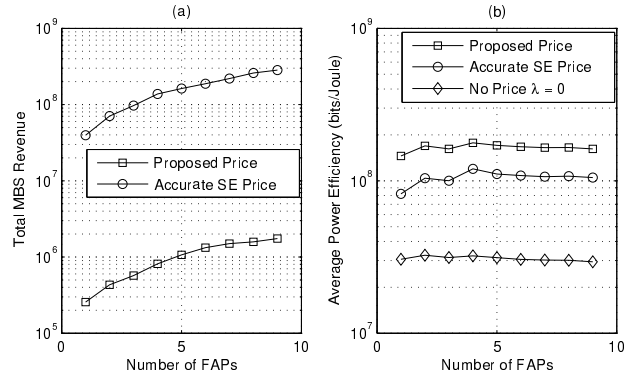 (a)
10^9
10^8
10^7
10^6
10^5
Total MBS Revenue
Proposed Price
Accurate SE Price
0
5
10
Number of FAPs
(b)
10^9
10^8
10^7
Average Power Efficiency (bits/Joule)
Proposed Price
Accurate SE Price
No Price λ = 0
0
5
10
Number of FAPs